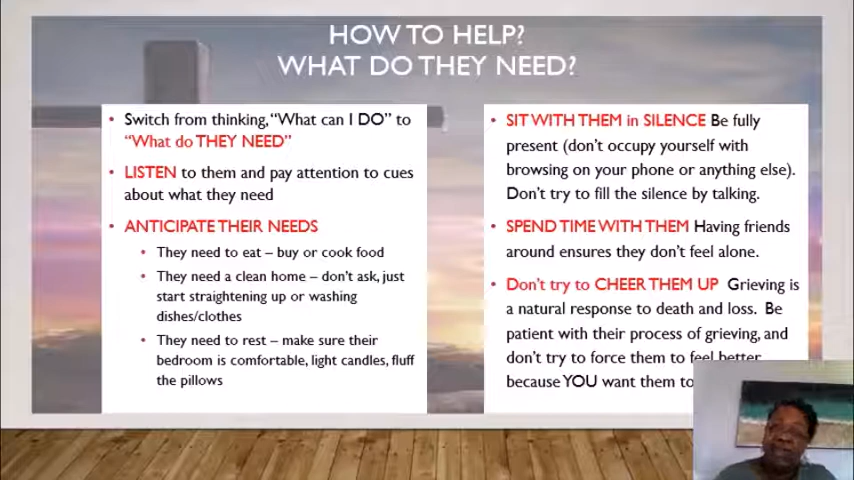 HOW TO HELP?
WHAT DO THEY NEED?
• Switch from thinking, "What can I DO" to
"What do THEY NEED"
• LISTEN to them and pay attention to cues
about what they need
• ANTICIPATE THEIR NEEDS
• They need to eat – buy or cook food
• They need a clean home – don't ask, just
start straightening up or washing
dishes/clothes
• They need to rest – make sure their
bedroom is comfortable, light candles, fluff
the pillows
• SIT WITH THEM in SILENCE Be fully
present (don't occupy yourself with
browsing on your phone or anything else).
Don't try to fill the silence by talking.
• SPEND TIME WITH THEM Having friends
around ensures they don't feel alone.
• Don't try to CHEER THEM UP Grieving is
a natural response to death and loss. Be
patient with their process of grieving, and
don't try to force them to feel better
because YOU want them to